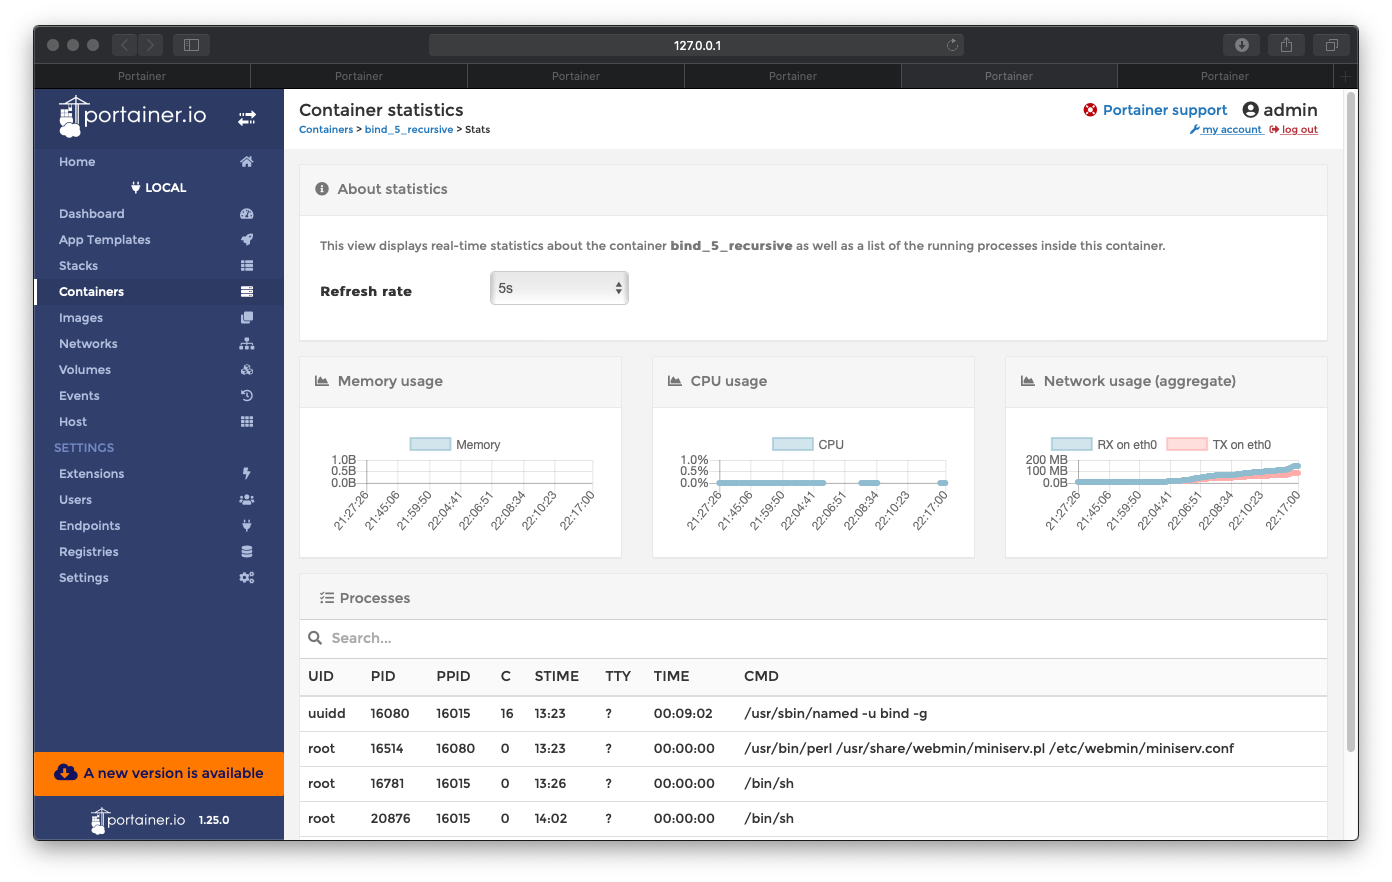 127.0.0.1
Portainer Portainer Portainer Portainer Portainer Portainer
portainer.io
Home
LOCAL
Dashboard
App Templates
Stacks
Containers
Images
Networks
Volumes
Events
Host
SETTINGS
Extensions
Users
Endpoints
Registries
Settings
A new version is available
portainer.io 1.25.0
Container statistics
Portainer support admin
Containers > bind_5_recursive > Stats
my account log out
About statistics
This view displays real-time statistics about the container bind_5_recursive as well as a list of the running processes inside this container.
Refresh rate 5s
Memory usage
Memory
1.0B
0.5B
0.0B
21:27:26 21:45:06 21:59:50 22:04:41 22:06:51 22:08:34 22:10:23 22:17:00
CPU usage
CPU
1.0%
0.5%
0.0%
21:27:26 21:45:06 21:59:50 22:04:41 22:06:51 22:08:34 22:10:23 22:17:00
Network usage (aggregate)
RX on eth0 TX on eth0
200 MB
100 MB
0.0B
21:27:26 21:45:06 21:59:50 22:04:41 22:06:51 22:08:34 22:10:23 22:17:00
Processes
Search...
UID PID PPID C STIME TTY TIME CMD
uuidd 16080 16015 16 13:23 ? 00:09:02 /usr/sbin/named -u bind -g
root 16514 16080 0 13:23 ? 00:00:00 /usr/bin/perl /usr/share/webmin/miniserv.pl /etc/webmin/miniserv.conf
root 16781 16015 0 13:26 ? 00:00:00 /bin/sh
root 20876 16015 0 14:02 ? 00:00:00 /bin/sh